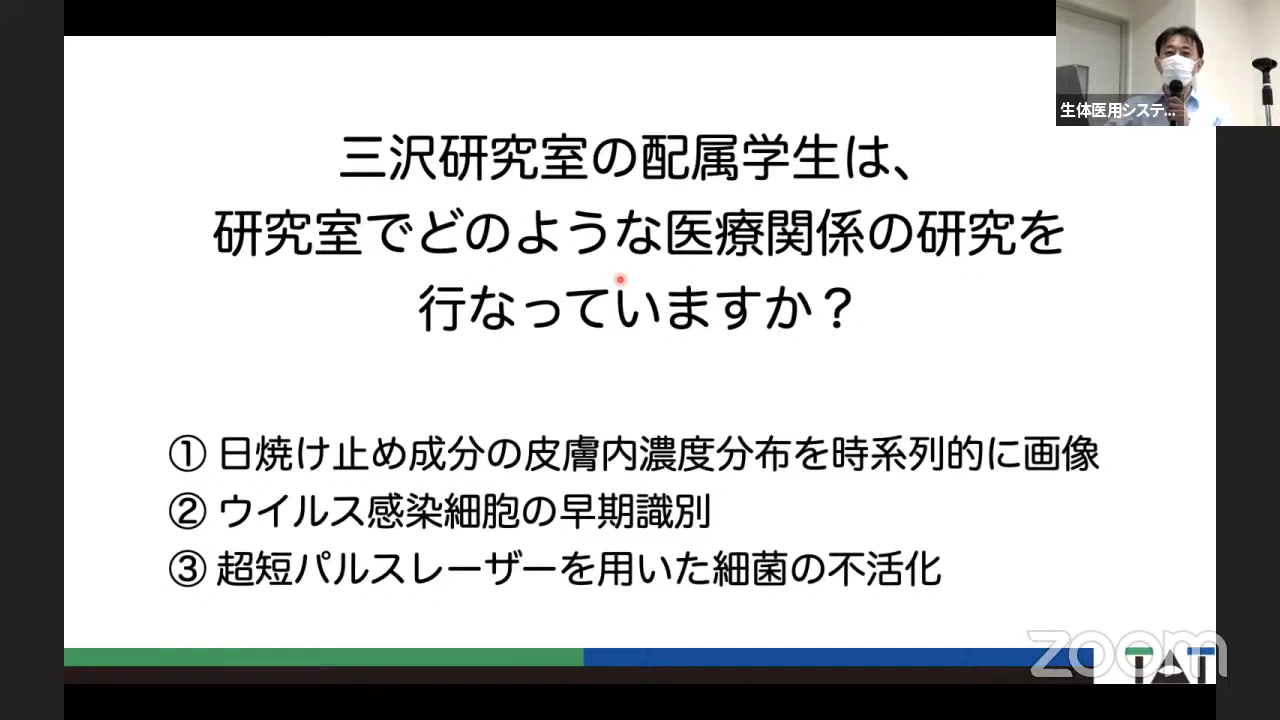 生体医用システ...
三沢研究室の配属学生は、
研究室でどのような医療関係の研究を
行なっていますか？
① 日焼け止め成分の皮膚内濃度分布を時系列的に画像
② ウイルス感染細胞の早期識別
③ 超短パルスレーザーを用いた細菌の不活化
zoom
TAT